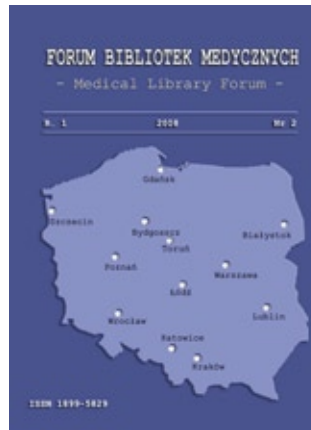 FORUM BIBLIOTEK MEDYCZNYCH
- Medical Library Forum -
R. 1 2008 Nr 2
Gdańsk
Szczecin
Bydgoszcz
Białystok
Toruń
Poznań
Warszawa
Łódź
Wrocław
Lublin
Katowice
Kraków
ISSN 1899-5829